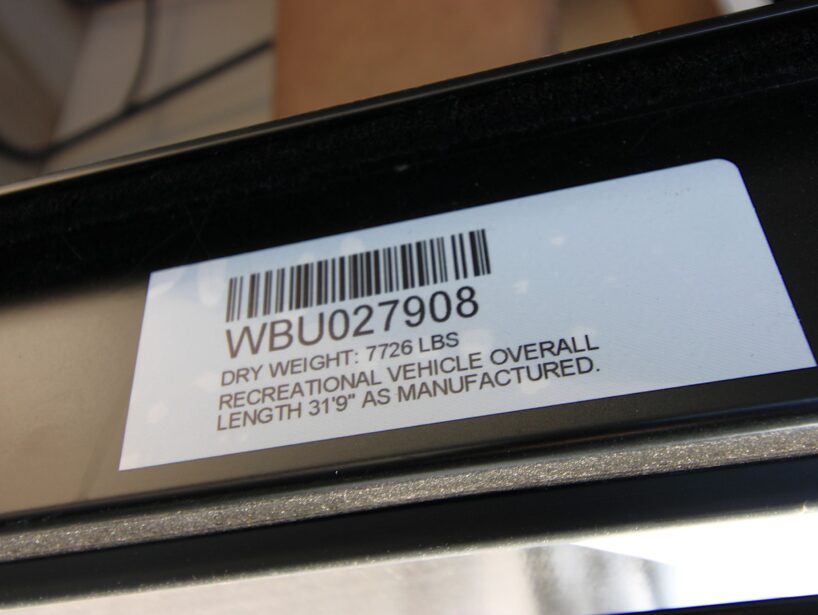 WBU027908
DRY WEIGHT: 7726 LBS
RECREATIONAL VEHICLE OVERALL
LENGTH 31'9" AS MANUFACTURED.